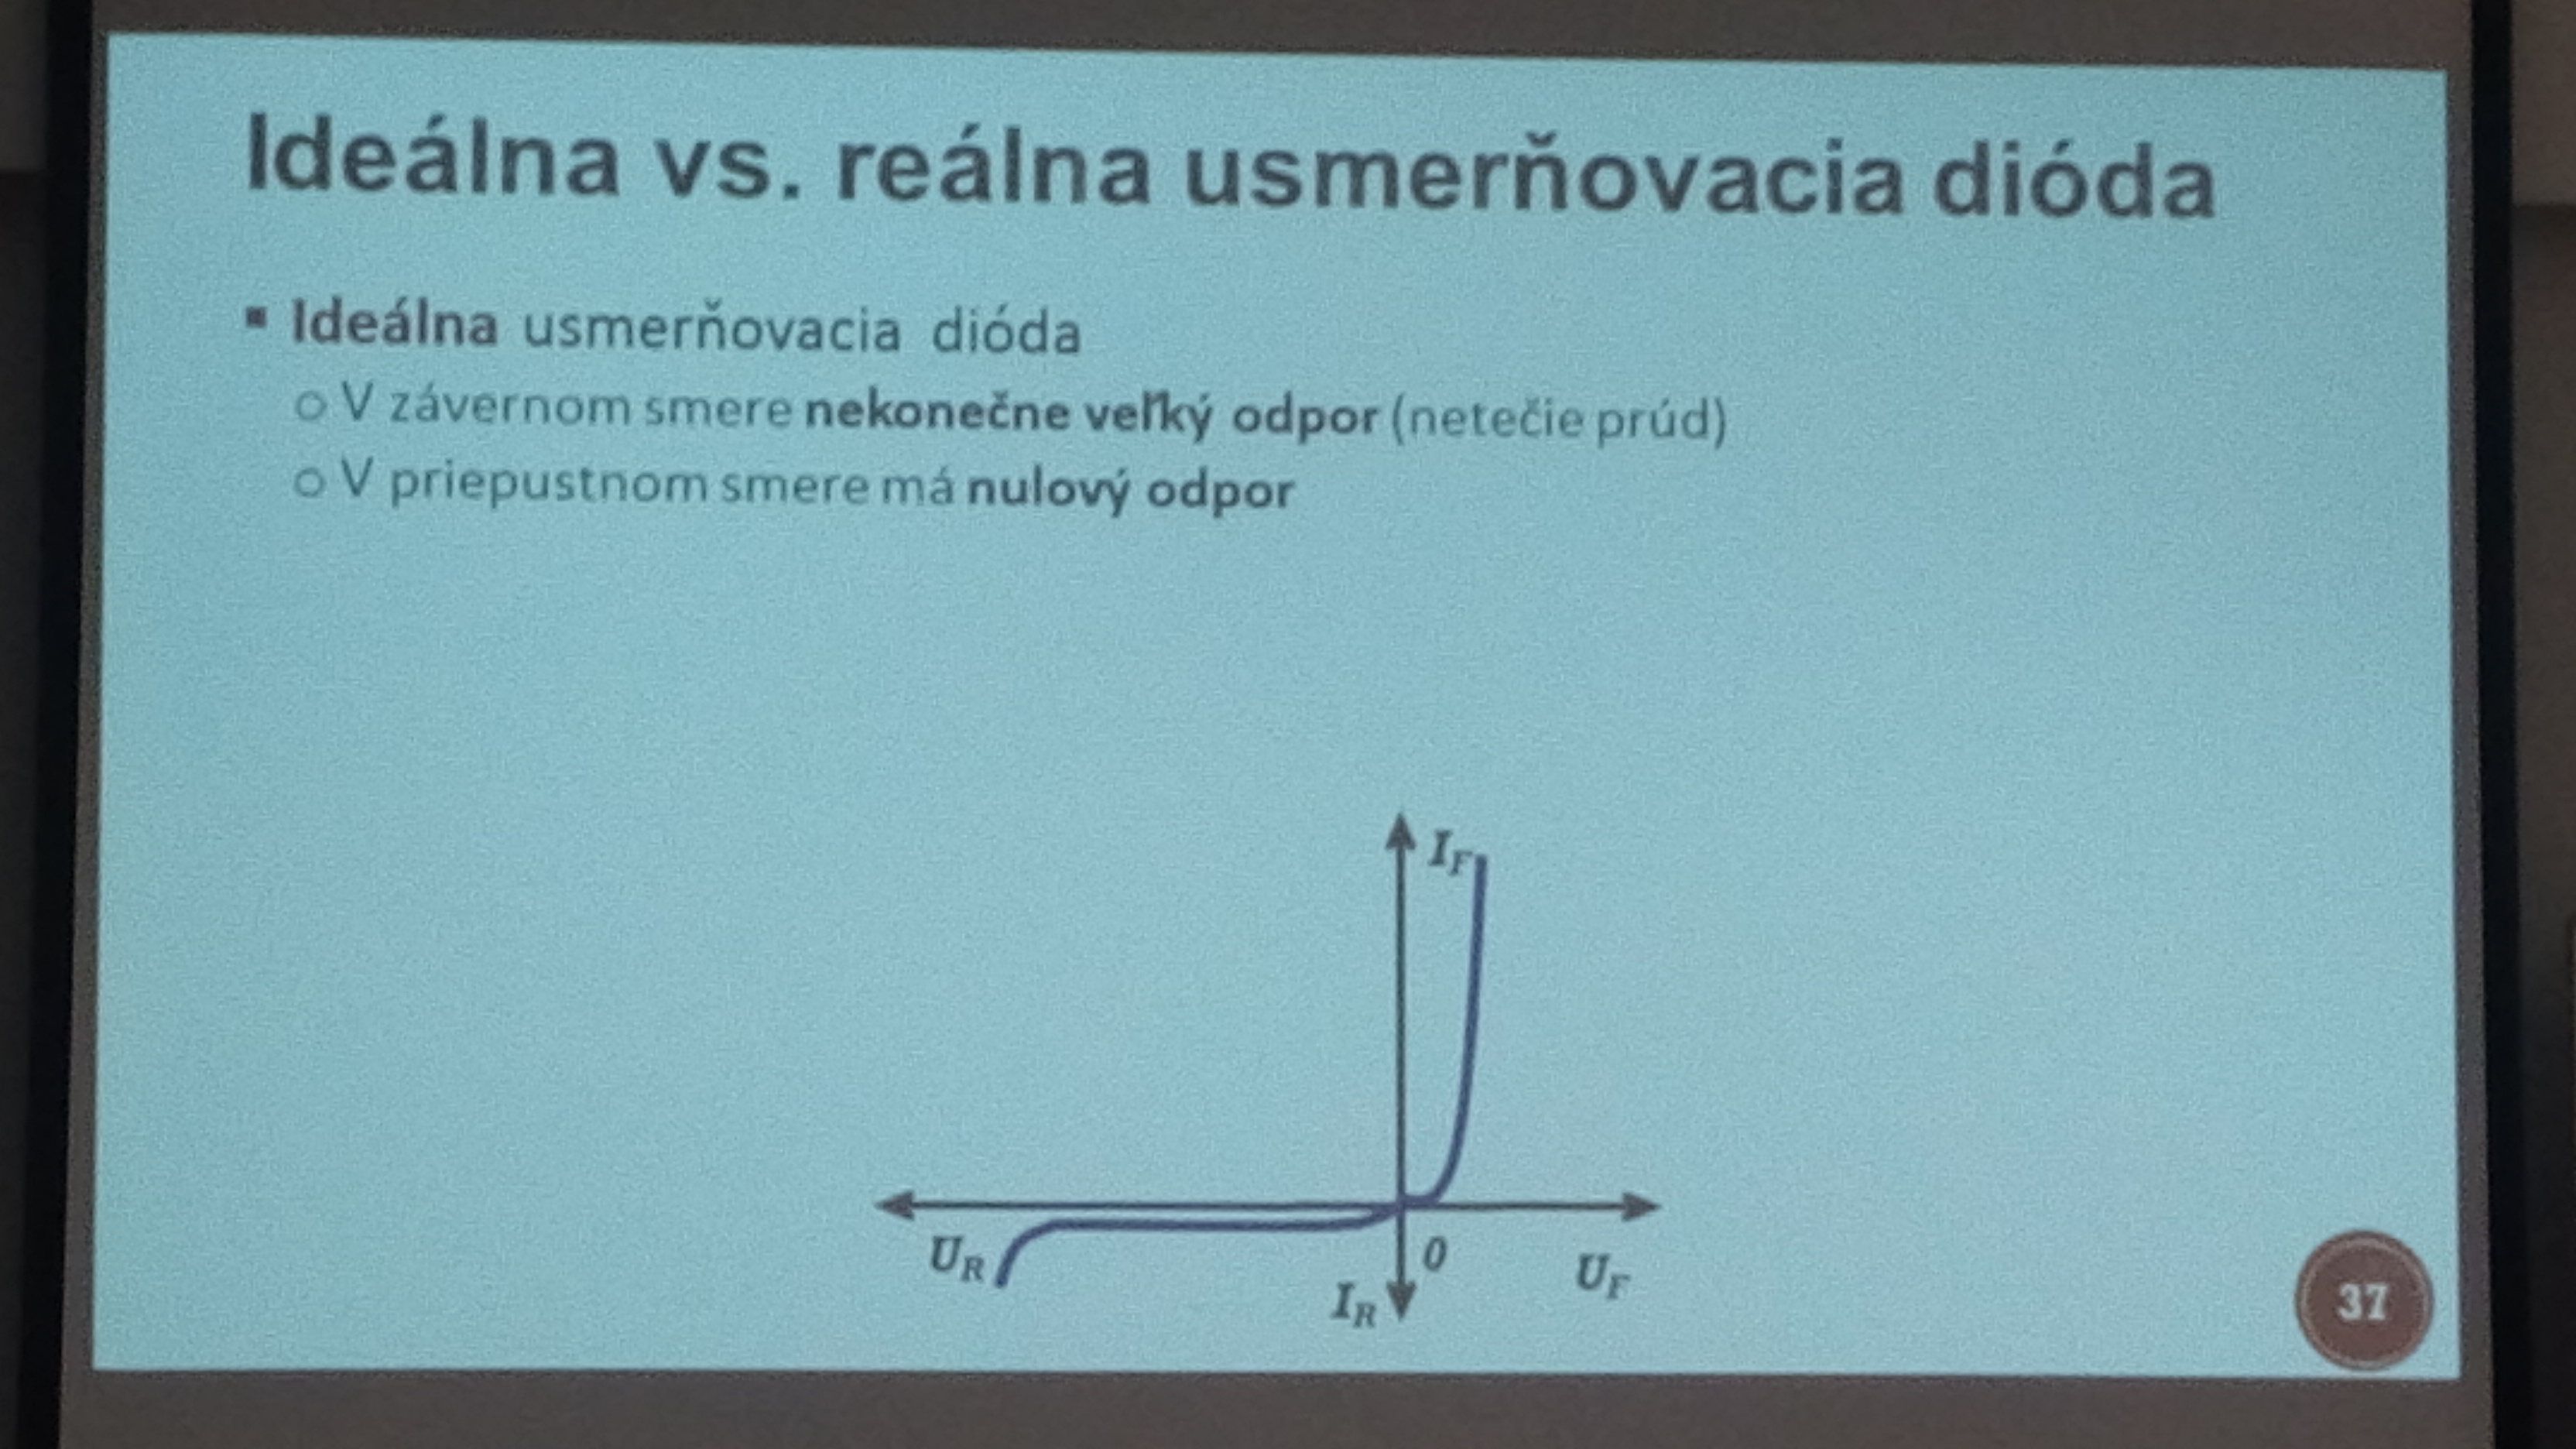 Ideálna vs. reálna usmerňovacia dióda
▪ Ideálna usmerňovacia dióda
o V závernom smere nekonečne veľký odpor (netečie prúd)
o V priepustnom smere má nulový odpor
I_F
U_R
0
U_F
I_R
37